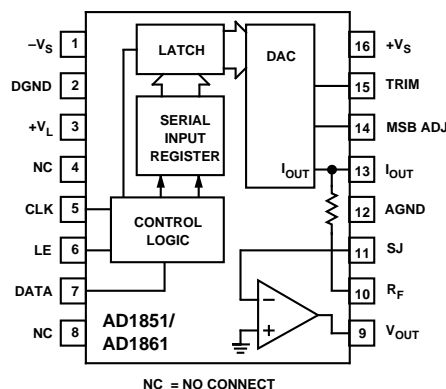 –VS 1
DGND 2
+VL 3
NC 4
CLK 5
LE 6
DATA 7
NC 8
LATCH
SERIAL
INPUT
REGISTER
CONTROL
LOGIC
DAC
IOUT
AD1851/
AD1861
–
+
16 +VS
15 TRIM
14 MSB ADJ
13 IOUT
12 AGND
11 SJ
10 RF
9 VOUT
NC = NO CONNECT